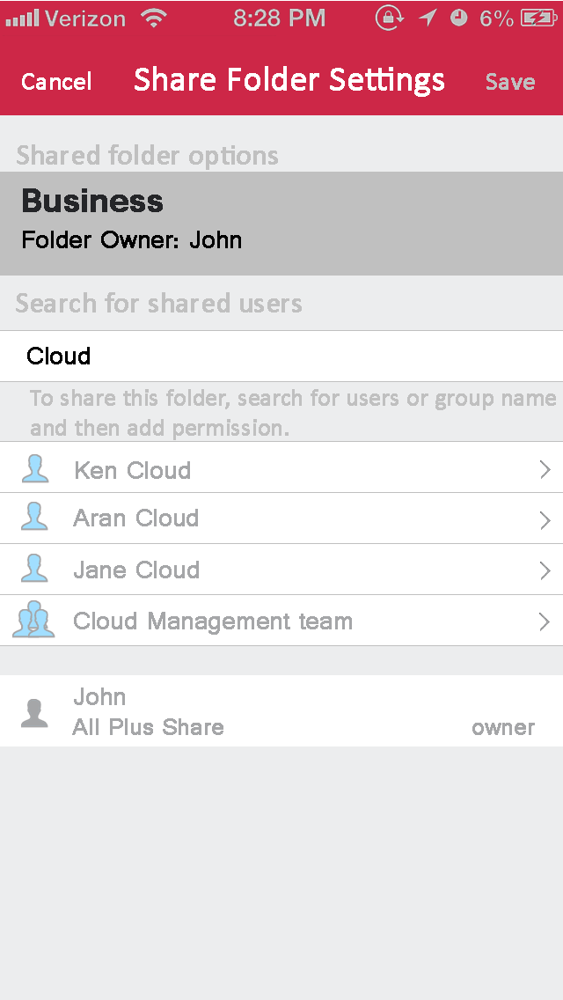 Verizon 8:28 PM 6%
Cancel Share Folder Settings Save
Shared folder options
Business
Folder Owner: John
Search for shared users
Cloud
To share this folder, search for users or group name
and then add permission.
Ken Cloud
Aran Cloud
Jane Cloud
Cloud Management team
John
All Plus Share owner